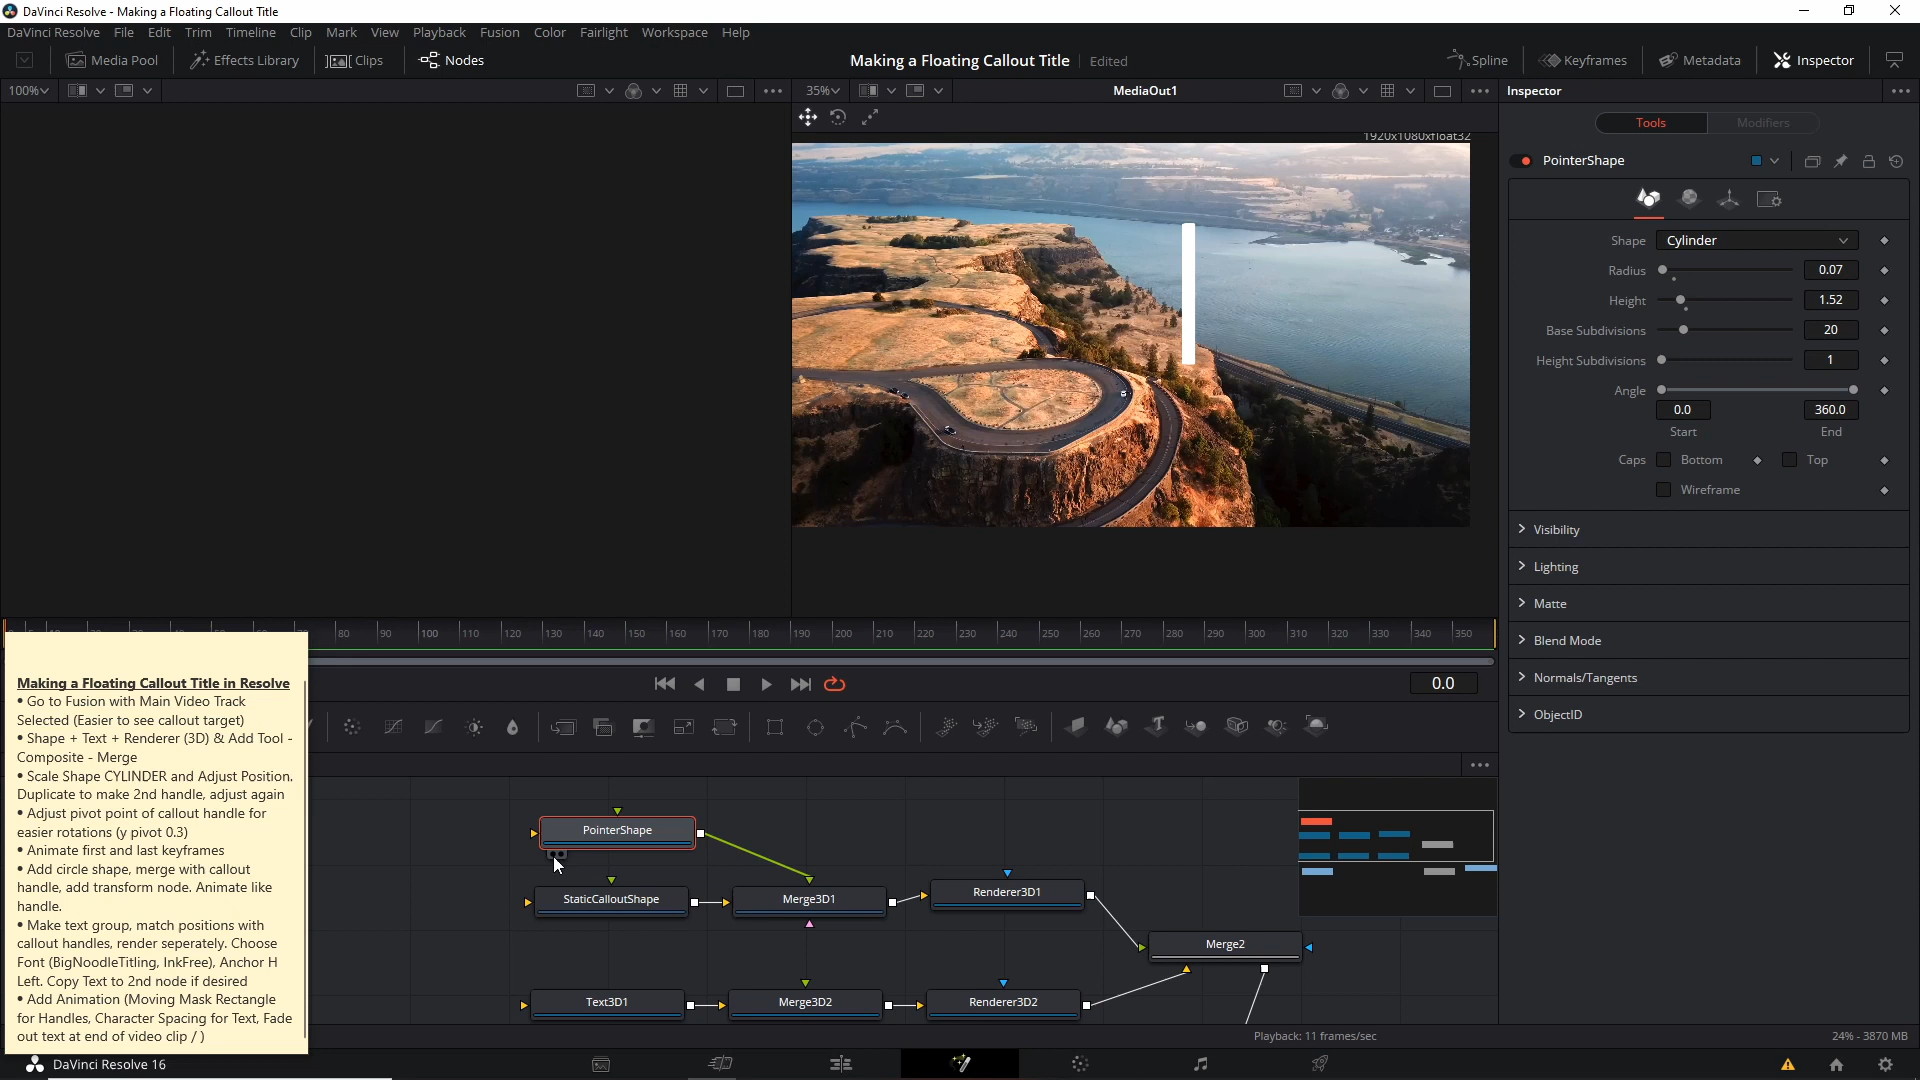 DaVinci Resolve - Making a Floating Callout Title
DaVinci Resolve File Edit Trim Timeline Clip Mark View Playback Fusion Color Fairlight Workspace Help
Media Pool Effects Library Clips Nodes Making a Floating Callout Title Edited Spline Keyframes Metadata Inspector
100% 35% MediaOut1 Inspector
1920x1080xfloat32
Tools Modifiers
PointerShape
Shape Cylinder
Radius 0.07
Height 1.52
Base Subdivisions 20
Height Subdivisions 1
Angle
0.0 360.0
Start End
Caps Bottom Top
Wireframe
Visibility
Lighting
Matte
Blend Mode
Normals/Tangents
ObjectID
80 90 100 110 120 130 140 150 160 170 180 190 200 210 220 230 240 250 260 270 280 290 300 310 320 330 340 350
0.0
Making a Floating Callout Title in Resolve
• Go to Fusion with Main Video Track
Selected (Easier to see callout target)
• Shape + Text + Renderer (3D) & Add Tool -
Composite - Merge
• Scale Shape CYLINDER and Adjust Position.
Duplicate to make 2nd handle, adjust again
• Adjust pivot point of callout handle for
easier rotations (y pivot 0.3)
• Animate first and last keyframes
• Add circle shape, merge with callout
handle, add transform node. Animate like
handle.
• Make text group, match positions with
callout handles, render seperately. Choose
Font (BigNoodleTitling, InkFree), Anchor H
Left. Copy Text to 2nd node if desired
• Add Animation (Moving Mask Rectangle
for Handles, Character Spacing for Text, Fade
out text at end of video clip / )
PointerShape
StaticCalloutShape Merge3D1 Renderer3D1
Merge2
Text3D1 Merge3D2 Renderer3D2
Playback: 11 frames/sec 24% - 3870 MB
DaVinci Resolve 16